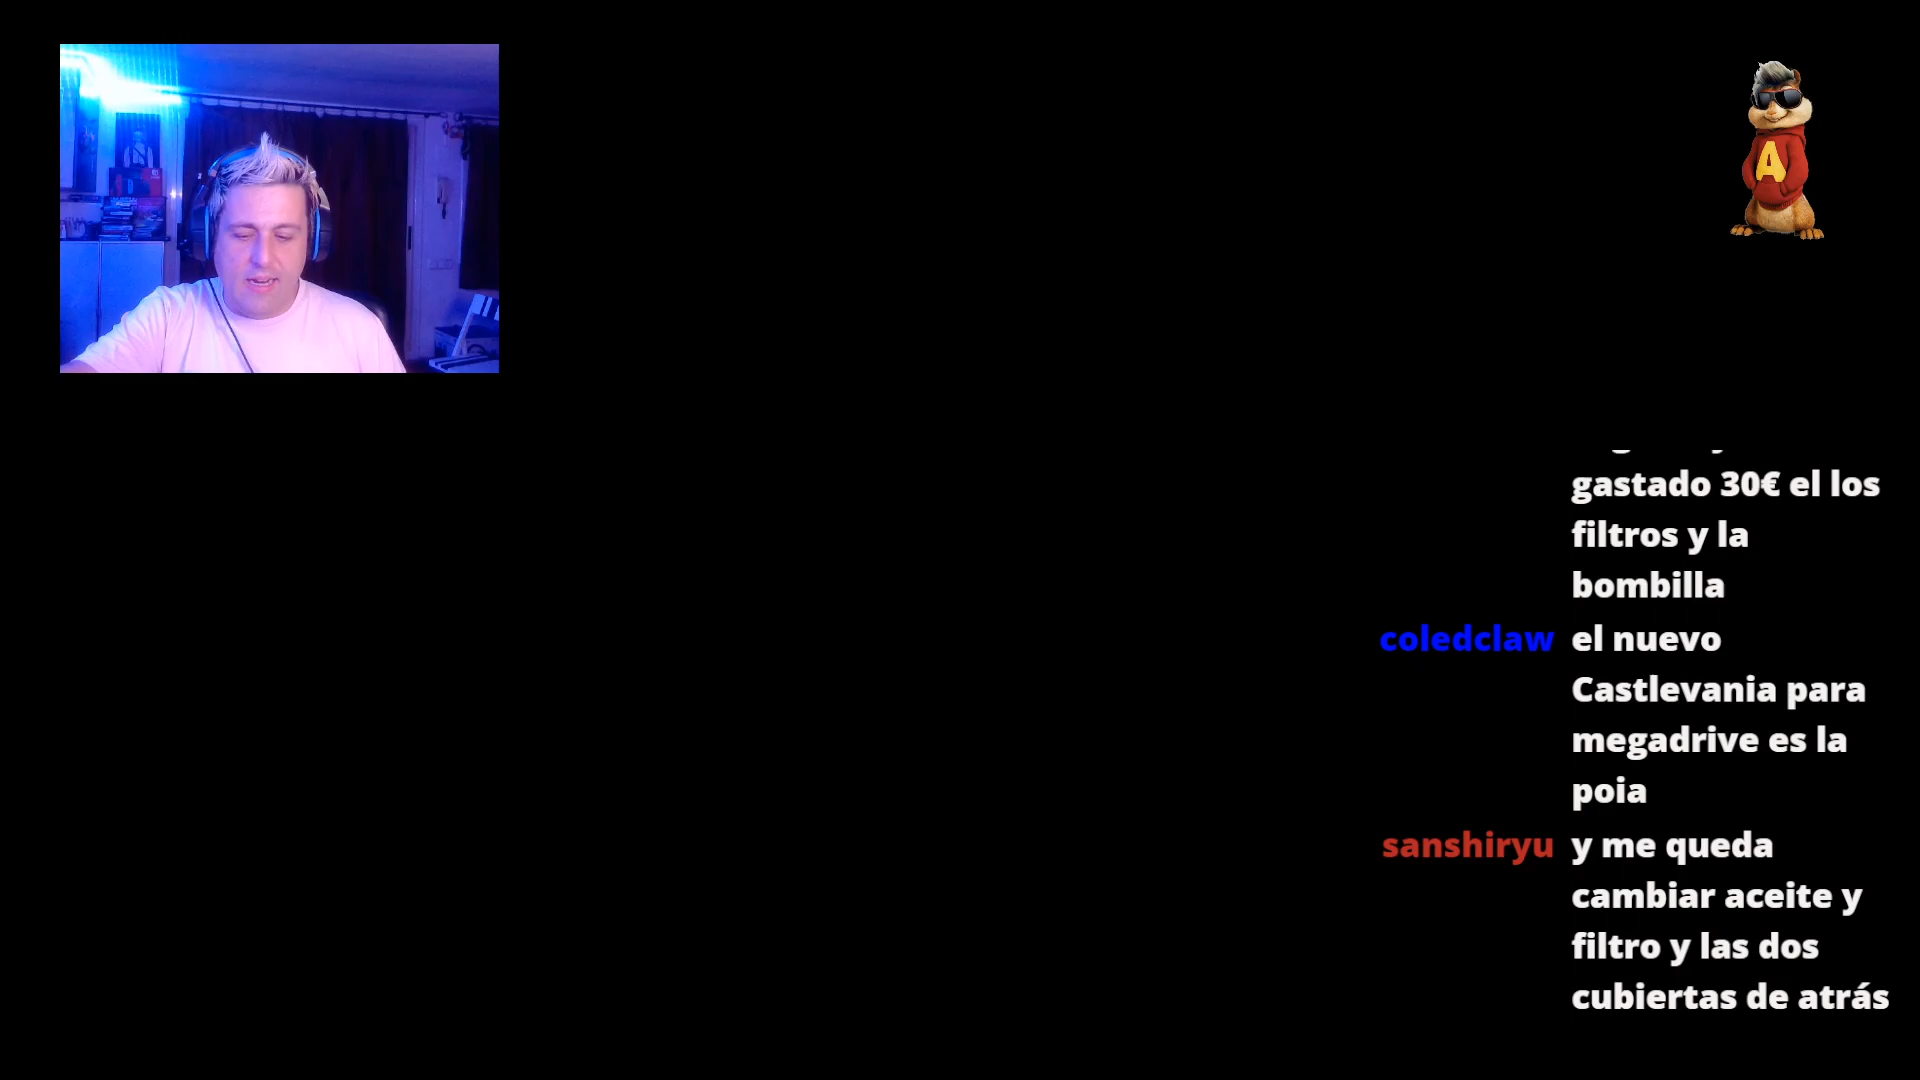 gastado 30€ el los
filtros y la
bombilla
coledclaw el nuevo
Castlevania para
megadrive es la
poia
sanshiryu y me queda
cambiar aceite y
filtro y las dos
cubiertas de atrás
A